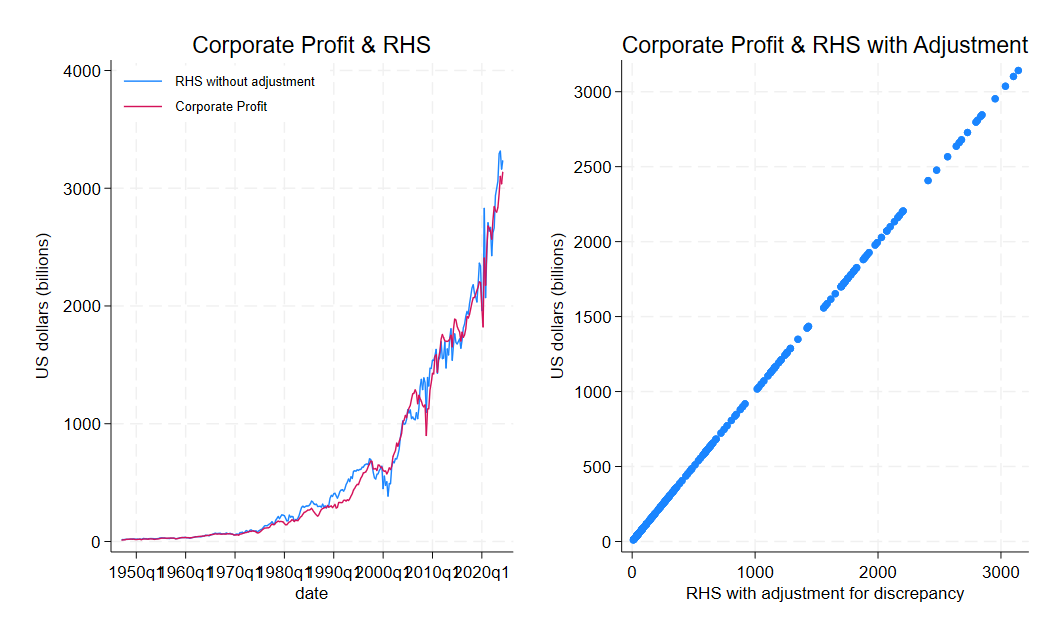 Corporate Profit & RHS
4000
3000
2000
1000
0
US dollars (billions)
RHS without adjustment
Corporate Profit
1950q1 1960q1 1970q1 1980q1 1990q1 2000q1 2010q1 2020q1
date
Corporate Profit & RHS with Adjustment
3000
2500
2000
1500
1000
500
0
US dollars (billions)
0 1000 2000 3000
RHS with adjustment for discrepancy